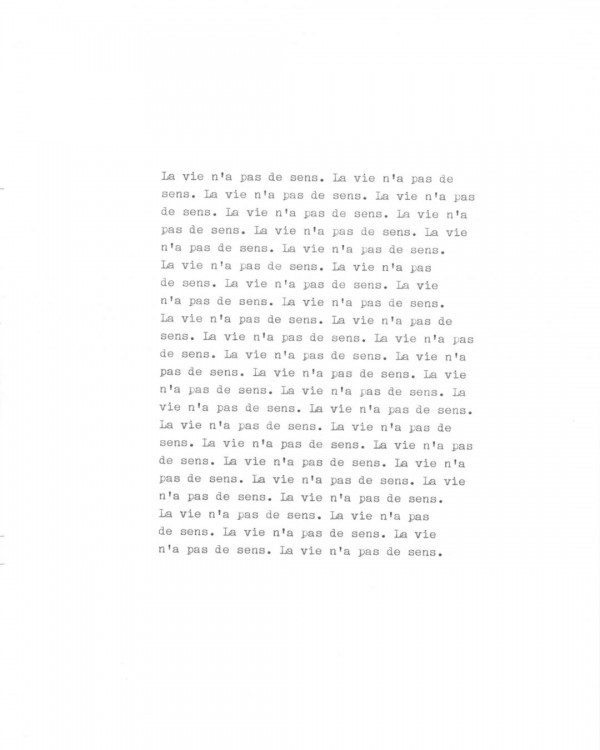 La vie n'a pas de sens. La vie n'a pas de
sens. La vie n'a pas de sens. La vie n'a pas
de sens. La vie n'a pas de sens. La vie n'a
pas de sens. La vie n'a pas de sens. La vie
n'a pas de sens. La vie n'a pas de sens.
La vie n'a pas de sens. La vie n'a pas
de sens. La vie n'a pas de sens. La vie
n'a pas de sens. La vie n'a pas de sens.
La vie n'a pas de sens. La vie n'a pas de
sens. La vie n'a pas de sens. La vie n'a pas
de sens. La vie n'a pas de sens. La vie n'a
pas de sens. La vie n'a pas de sens. La vie
n'a pas de sens. La vie n'a pas de sens. La
vie n'a pas de sens. La vie n'a pas de sens.
La vie n'a pas de sens. La vie n'a pas de
sens. La vie n'a pas de sens. La vie n'a pas
de sens. La vie n'a pas de sens. La vie n'a
pas de sens. La vie n'a pas de sens. La vie
n'a pas de sens. La vie n'a pas de sens.
La vie n'a pas de sens. La vie n'a pas
de sens. La vie n'a pas de sens. La vie
n'a pas de sens. La vie n'a pas de sens.